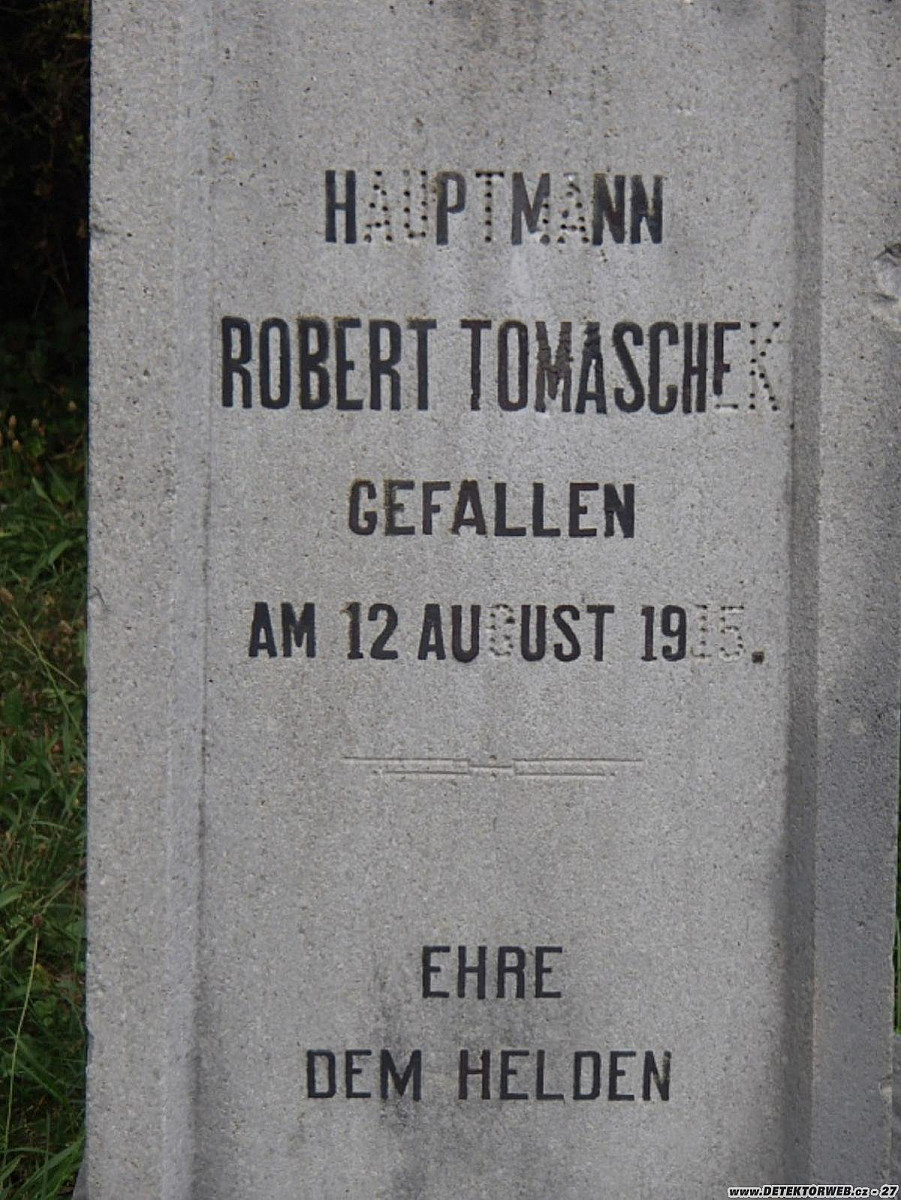 HAUPTMANN
ROBERT TOMASCHEK
GEFALLEN
AM 12 AUGUST 1915.
EHRE
DEM HELDEN
www.DETEKTORWEB.cz - 27